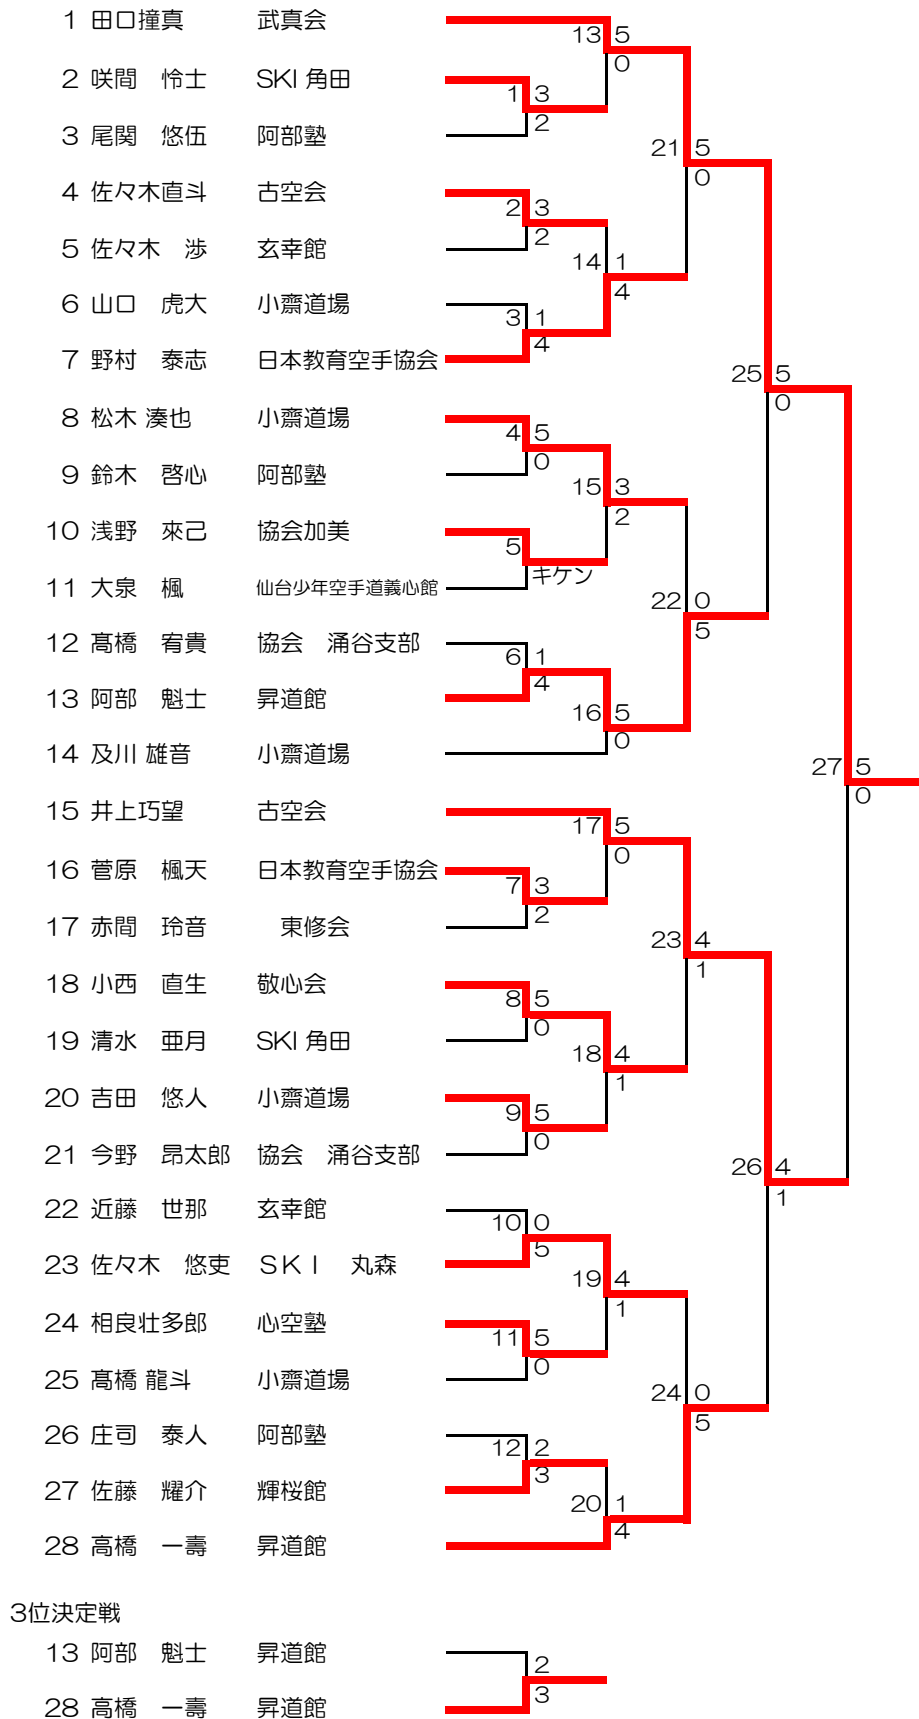 1 田口撞真 武真会
13 5
0
2 咲間 怜士 SKI 角田
1 3
2
3 尾関 悠伍 阿部塾
21 5
0
4 佐々木直斗 古空会
2 3
2
5 佐々木 渉 玄幸館
14 1
4
6 山口 虎大 小齋道場
3 1
4
7 野村 泰志 日本教育空手協会
25 5
0
8 松木 湊也 小齋道場
4 5
0
9 鈴木 啓心 阿部塾
15 3
2
10 浅野 來己 協会加美
5
キケン
11 大泉 楓 仙台少年空手道義心館
22 0
5
12 髙橋 宥貴 協会 涌谷支部
6 1
4
13 阿部 魁士 昇道館
16 5
0
14 及川 雄音 小齋道場
27 5
0
15 井上巧望 古空会
17 5
0
16 菅原 楓天 日本教育空手協会
7 3
2
17 赤間 玲音 東修会
23 4
1
18 小西 直生 敬心会
8 5
0
19 清水 亜月 SKI 角田
18 4
1
20 吉田 悠人 小齋道場
9 5
0
21 今野 昂太郎 協会 涌谷支部
26 4
1
22 近藤 世那 玄幸館
10 0
5
23 佐々木 悠吏 SKI 丸森
19 4
1
24 相良壮多郎 心空塾
11 5
0
25 髙橋 龍斗 小齋道場
24 0
5
26 庄司 泰人 阿部塾
12 2
3
27 佐藤 耀介 輝桜館
20 1
4
28 高橋 一壽 昇道館
3位決定戦
13 阿部 魁士 昇道館
2
3
28 高橋 一壽 昇道館